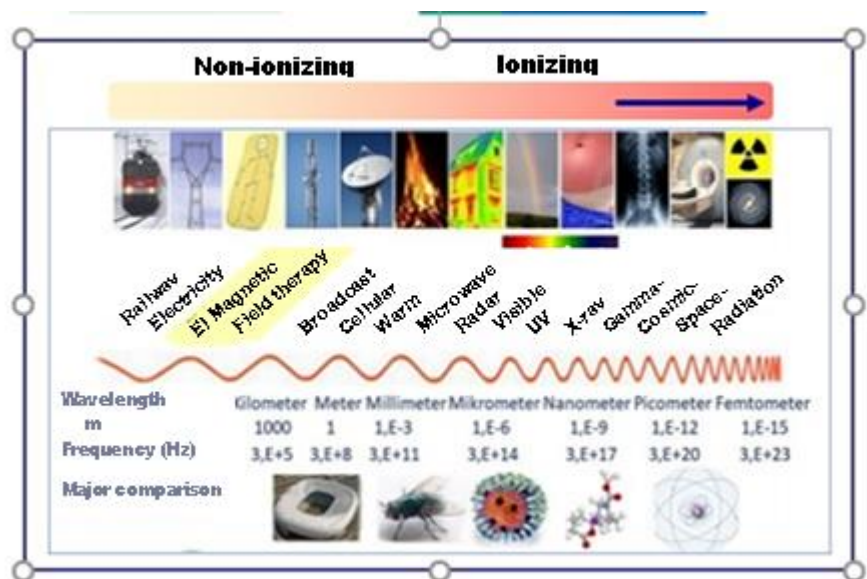 Non-ionizing Ionizing
Railway
Electricity
El Magnetic
Field therapy
Broadcast
Cellular
Warm
Microwave
Radar
Visible
UV
X-ray
Gamma-
Cosmic-
Space-
Radiation
Wavelength Kilometer Meter Millimeter Mikrometer Nanometer Picometer Femtometer
m 1000 1 1,E-3 1,E-6 1,E-9 1,E-12 1,E-15
Frequency (Hz) 3,E+5 3,E+8 3,E+11 3,E+14 3,E+17 3,E+20 3,E+23
Major comparison